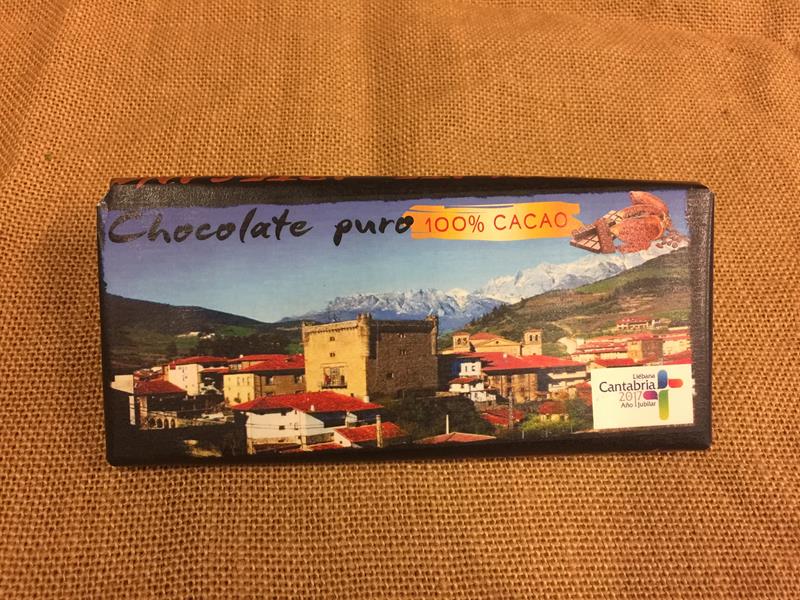 Chocolate puro 100% CACAO
Liébana
Cantabria
2017
Año Jubilar